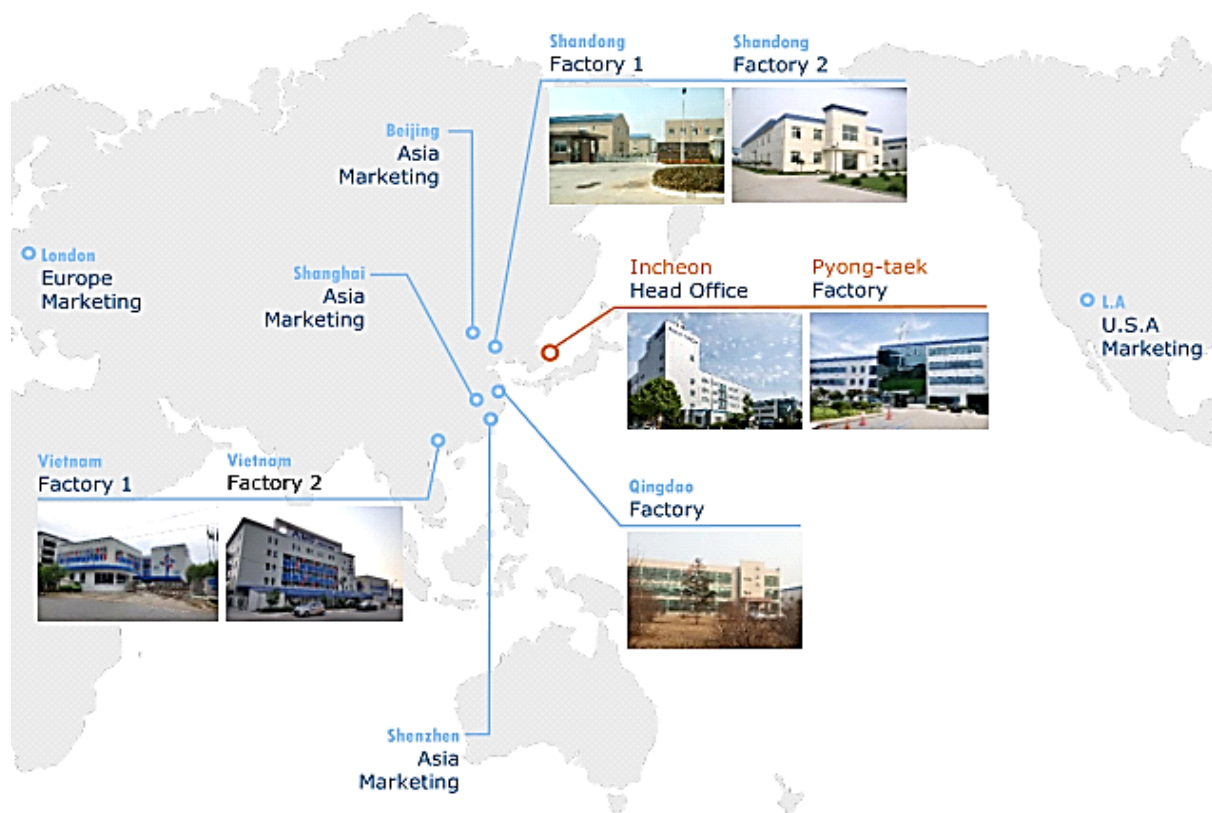 Shandong
Factory 1
Shandong
Factory 2
Beijing
Asia
Marketing
London
Europe
Marketing
Shanghai
Asia
Marketing
Incheon
Head Office
Pyong-taek
Factory
L.A
U.S.A
Marketing
Vietnam
Factory 1
Vietnam
Factory 2
Qingdao
Factory
Shenzhen
Asia
Marketing